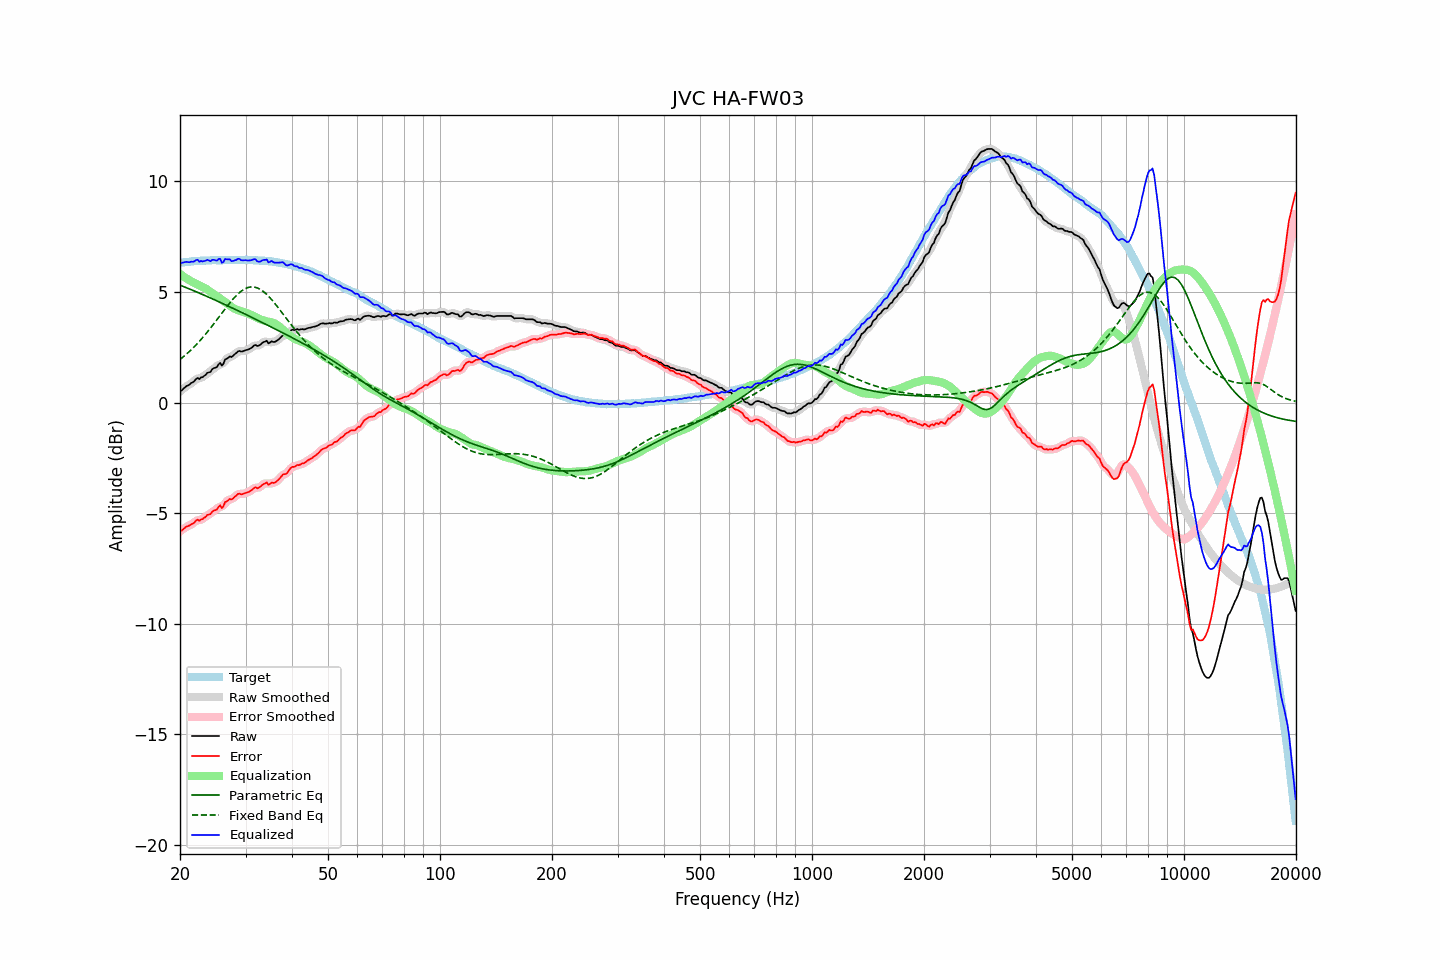 JVC HA-FW03
Amplitude (dBr)
10
5
0
−5
−10
−15
−20
Target
Raw Smoothed
Error Smoothed
Raw
Error
Equalization
Parametric Eq
Fixed Band Eq
Equalized
20 50 100 200 500 1000 2000 5000 10000 20000
Frequency (Hz)